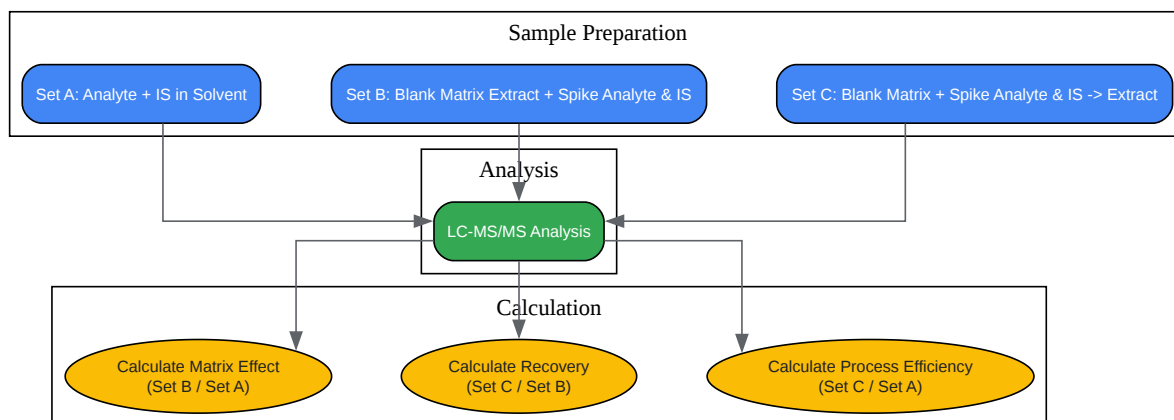 Sample Preparation
Set A: Analyte + IS in Solvent
Set B: Blank Matrix Extract + Spike Analyte & IS
Set C: Blank Matrix + Spike Analyte & IS -> Extract
Analysis
LC-MS/MS Analysis
Calculation
Calculate Matrix Effect
(Set B / Set A)
Calculate Recovery
(Set C / Set B)
Calculate Process Efficiency
(Set C / Set A)